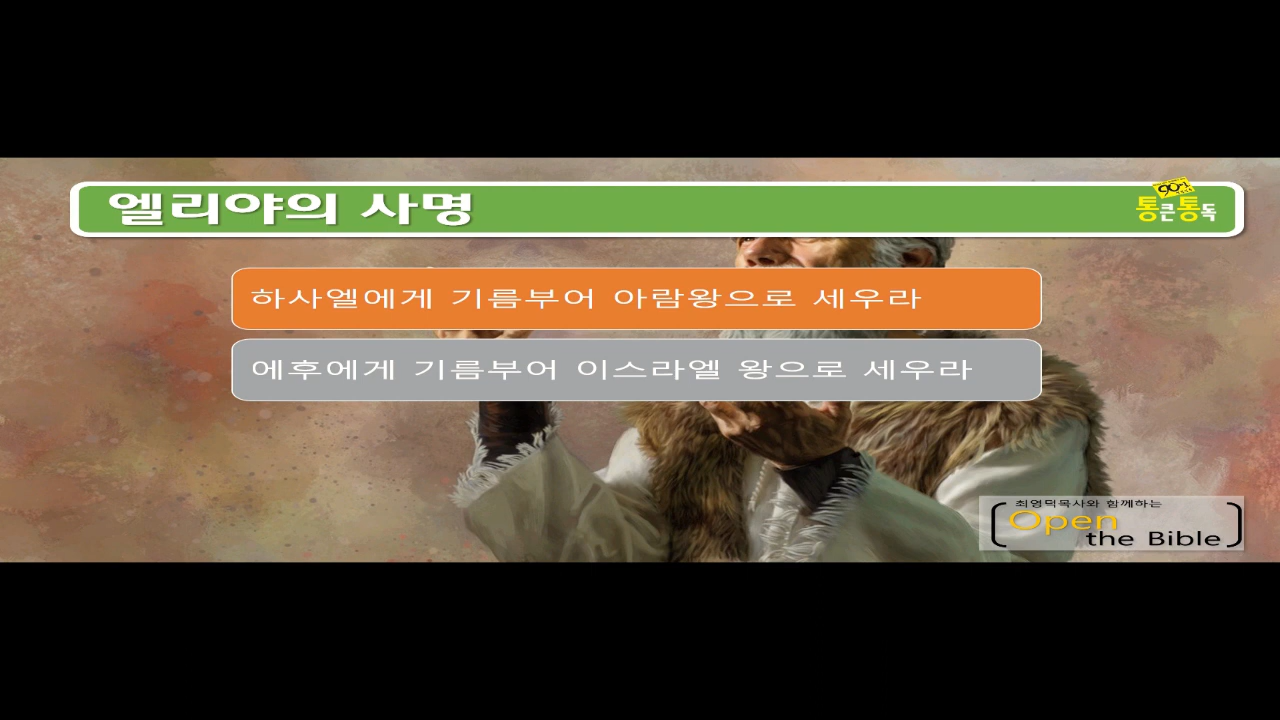 엘리야의 사명
90일
통큰통독
하사엘에게 기름부어 아람왕으로 세우라
에후에게 기름부어 이스라엘 왕으로 세우라
최영덕목사와 함께하는
Open
the Bible